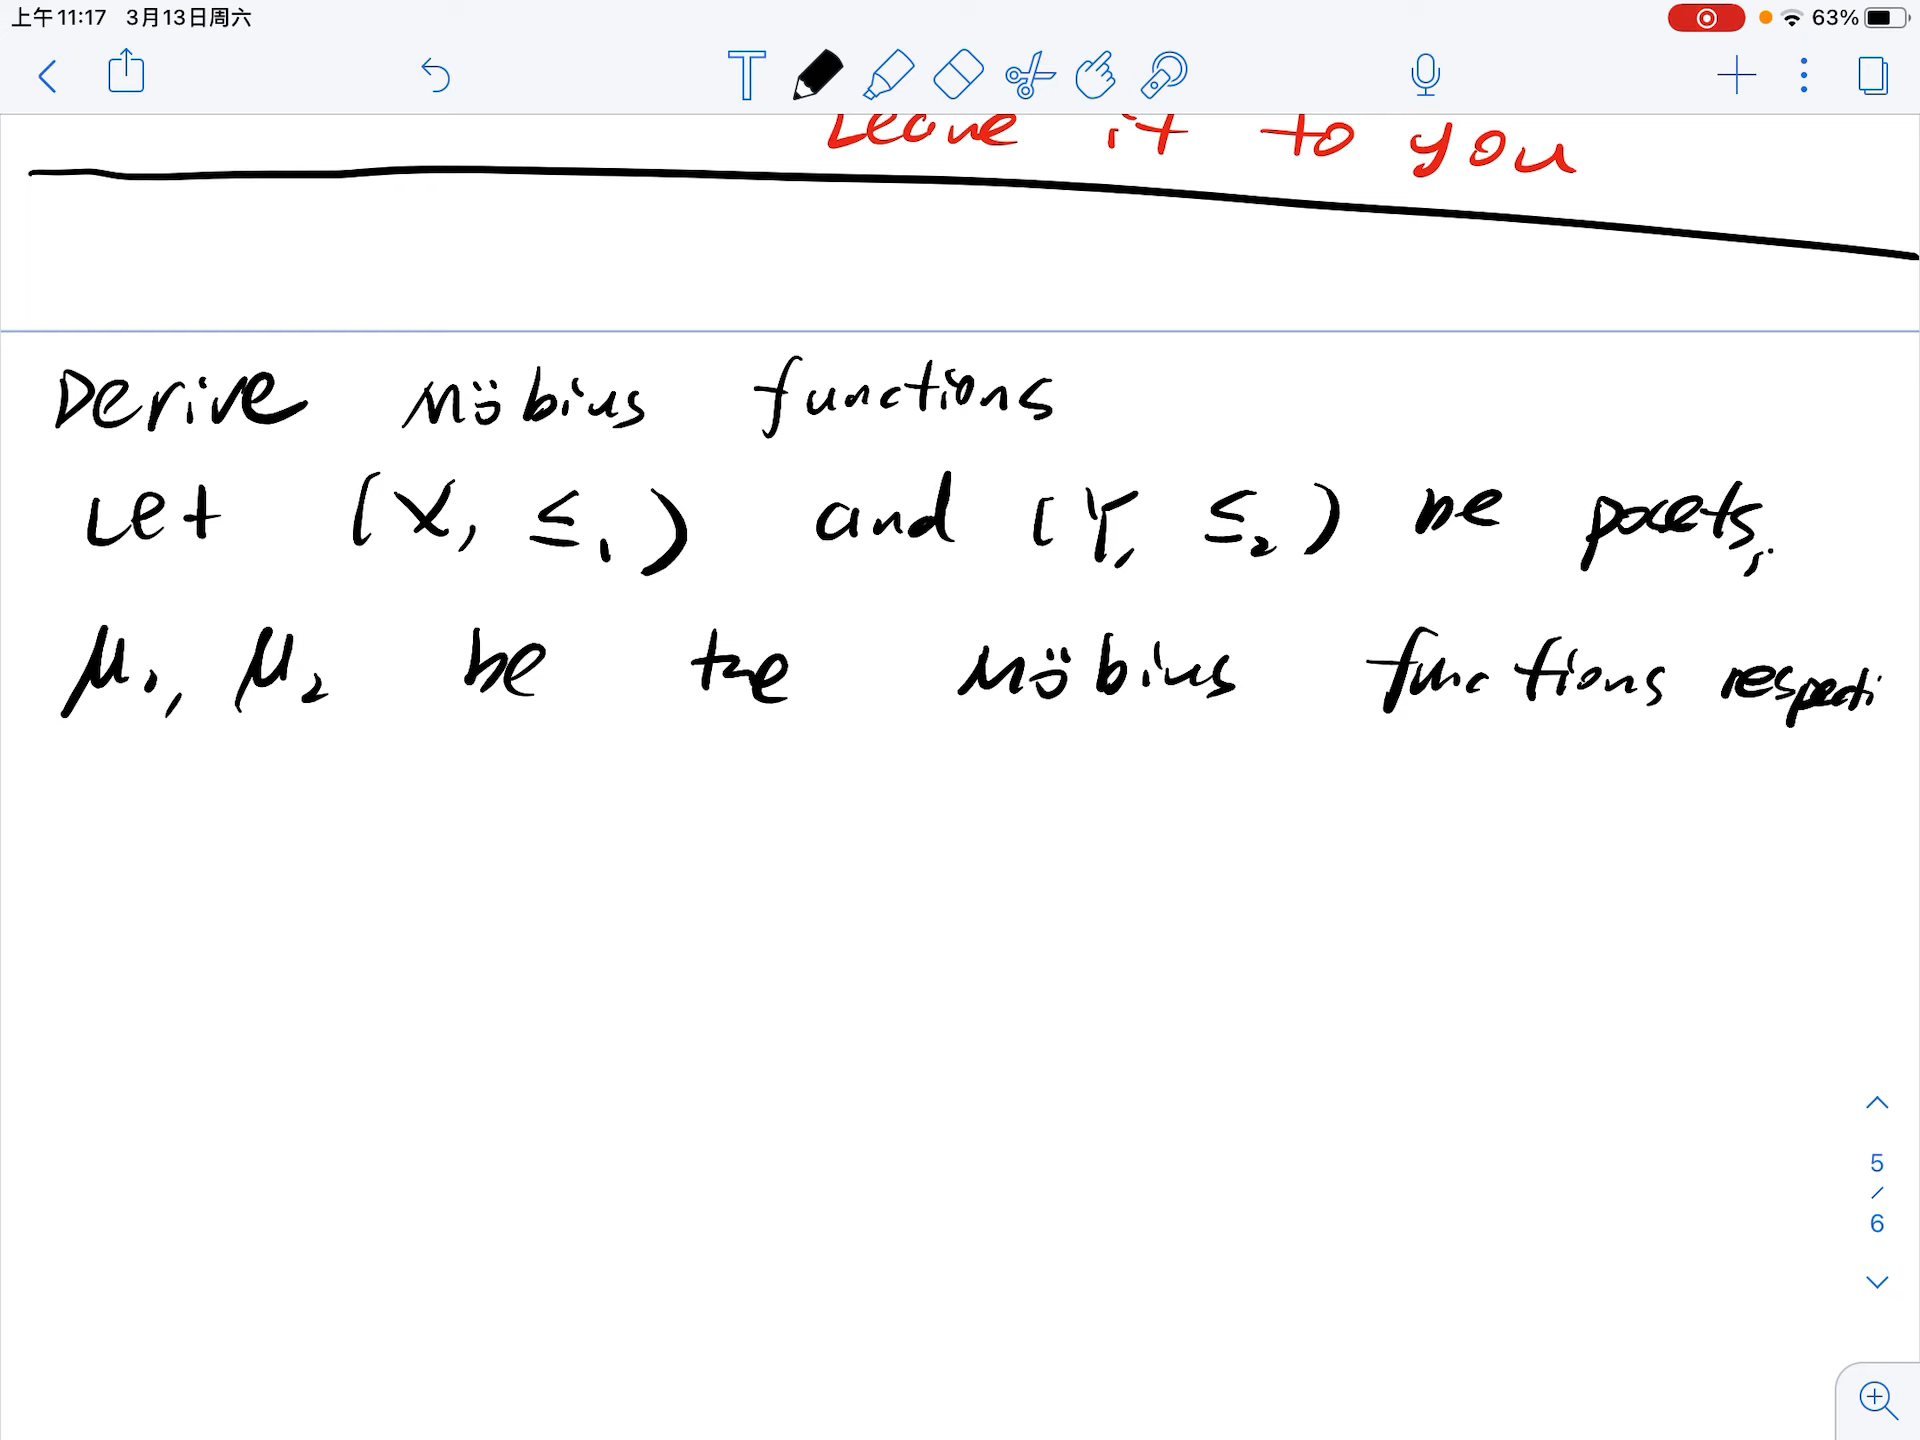 上午11:17 3月13日周六 63%
T
Leave it to you
Derive Möbius functions
Let (X, ≤₁) and (Y, ≤₂) be posets,
μ₁, μ₂ be the Möbius functions respecti
5
/
6